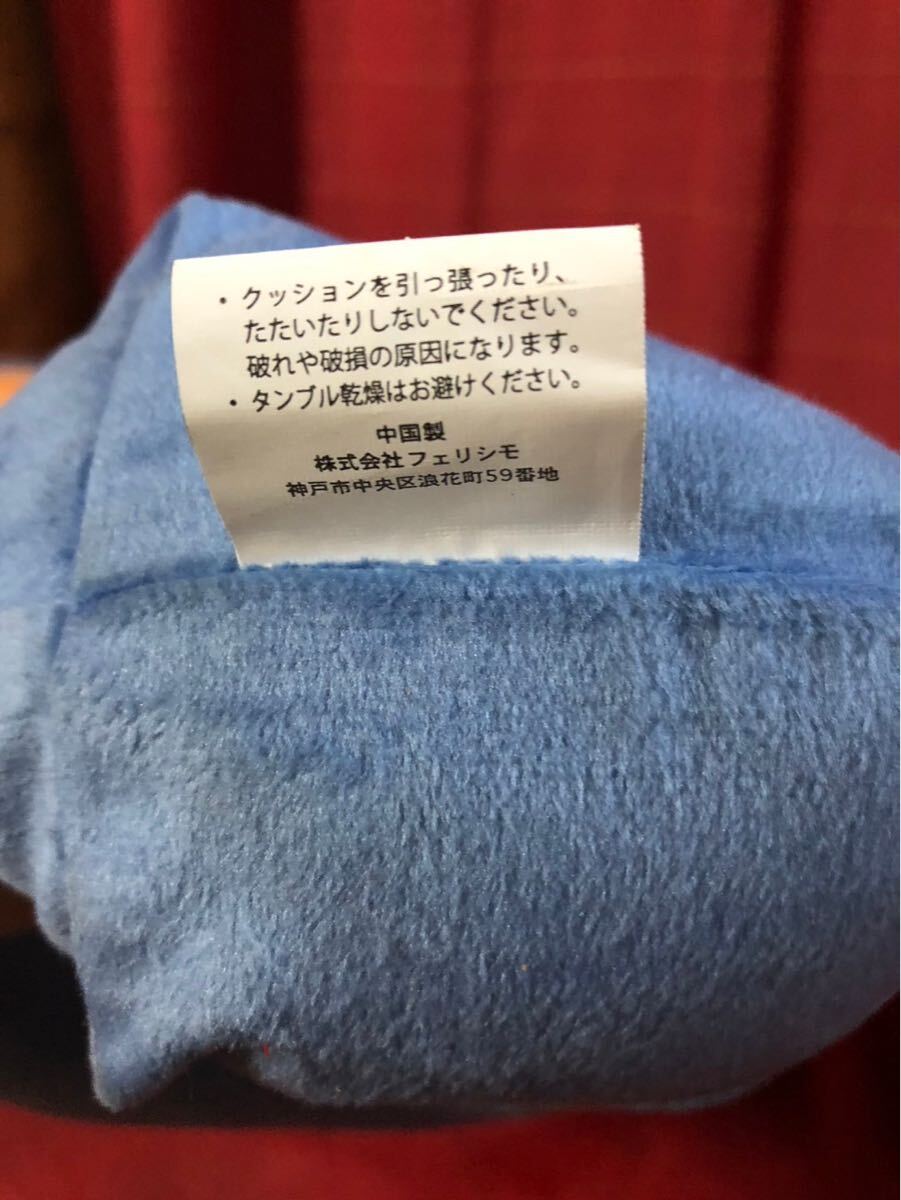 ・クッションを引っ張ったり、
たたいたりしないでください。
破れや破損の原因になります。
・タンブル乾燥はお避けください。
中国製
株式会社フェリシモ
神戸市中央区浪花町59番地